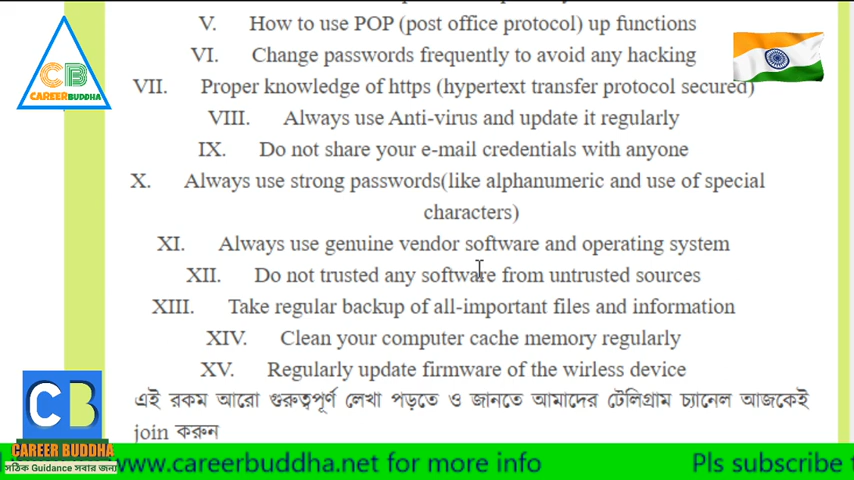 V. How to use POP (post office protocol) up functions
VI. Change passwords frequently to avoid any hacking
VII. Proper knowledge of https (hypertext transfer protocol secured)
VIII. Always use Anti-virus and update it regularly
IX. Do not share your e-mail credentials with anyone
X. Always use strong passwords(like alphanumeric and use of special
characters)
XI. Always use genuine vendor software and operating system
XII. Do not trusted any software from untrusted sources
XIII. Take regular backup of all-important files and information
XIV. Clean your computer cache memory regularly
XV. Regularly update firmware of the wirless device
এই রকম আরো গুরুত্বপূর্ণ লেখা পড়তে ও জানতে আমাদের টেলিগ্রাম চ্যানেল আজকেই
join করুন
CB
CAREERBUDDHA
CB
CAREER BUDDHA
সঠিক Guidance সবার জন্য
www.careerbuddha.net for more info Pls subscribe